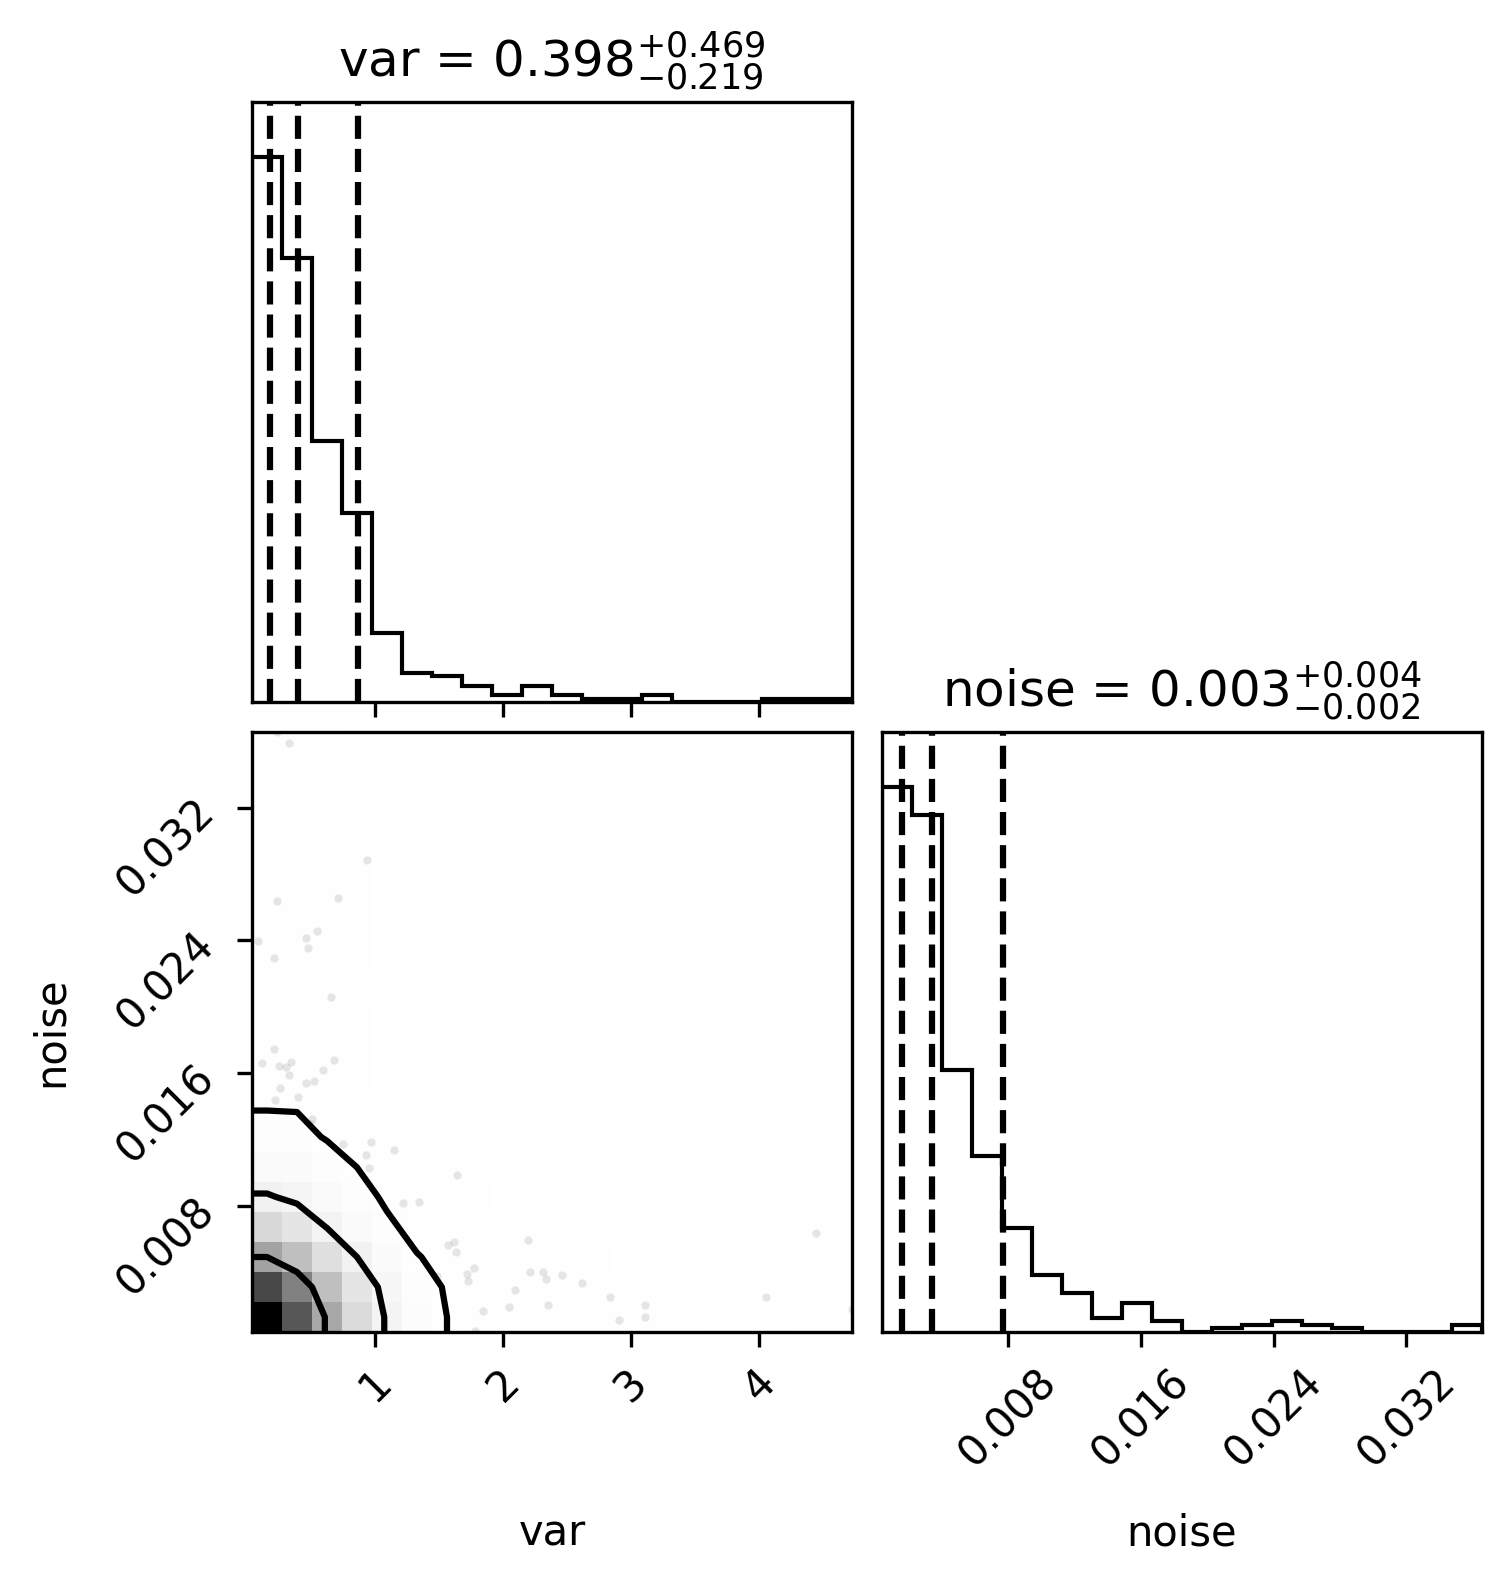 var = 0.398 +0.469 −0.219
noise = 0.003 +0.004 −0.002
0.032
0.024
0.016
0.008
noise
1 2 3 4
var
0.008 0.016 0.024 0.032
noise